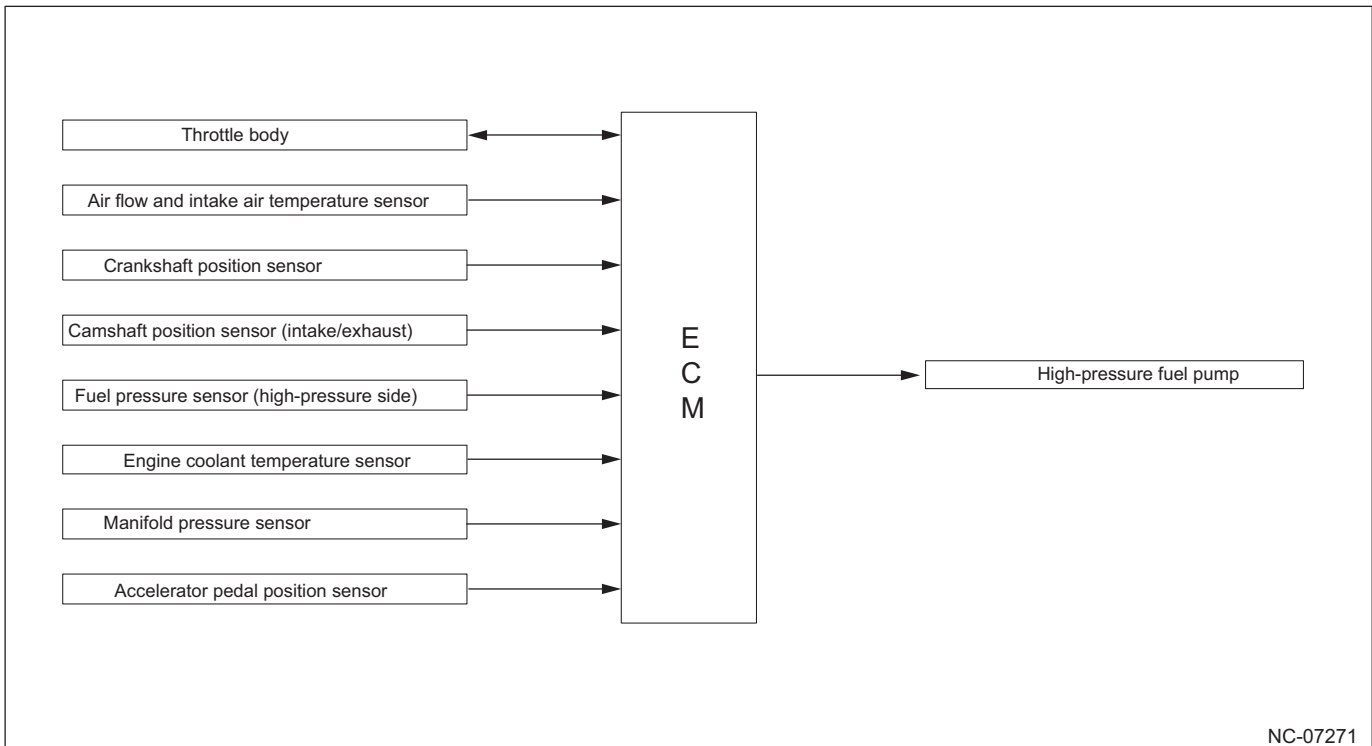 Throttle body
Air flow and intake air temperature sensor
Crankshaft position sensor
Camshaft position sensor (intake/exhaust)
Fuel pressure sensor (high-pressure side)
Engine coolant temperature sensor
Manifold pressure sensor
Accelerator pedal position sensor
E
C
M
High-pressure fuel pump
NC-07271